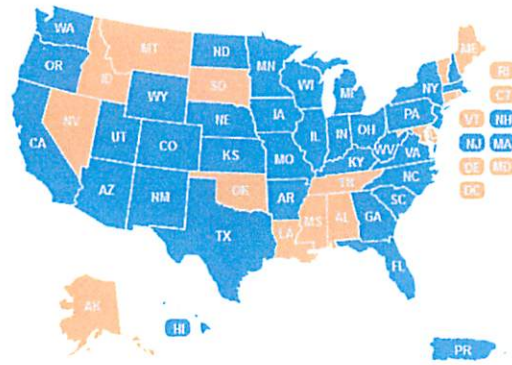 WA
MT
ND
MN
ME
OR
ID
WY
SD
WI
MI
NY
RI
CT
NV
UT
CO
NE
IA
IL
IN
OH
PA
VT NH
CA
KS
MO
KY
WV
VA
NJ MA
AZ
NM
OK
AR
TN
NC
DE MD
TX
LA
MS
AL
GA
SC
DC
FL
AK
HI
PR